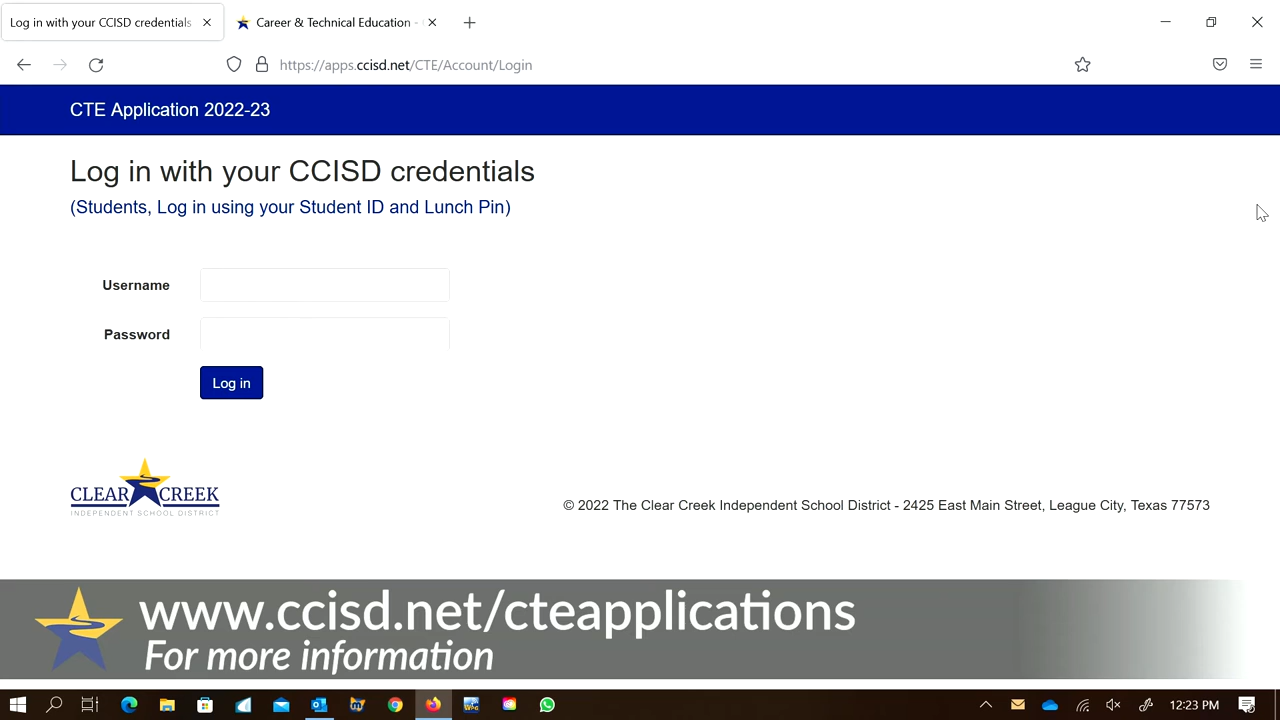 Log in with your CCISD credentials
Career & Technical Education -
https://apps.ccisd.net/CTE/Account/Login
CTE Application 2022-23
Log in with your CCISD credentials
(Students, Log in using your Student ID and Lunch Pin)
Username
Password
Log in
CLEAR CREEK
INDEPENDENT SCHOOL DISTRICT
© 2022 The Clear Creek Independent School District - 2425 East Main Street, League City, Texas 77573
www.ccisd.net/cteapplications
For more information
12:23 PM